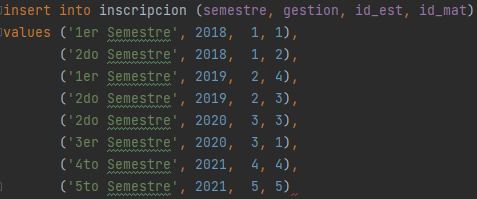 insert into inscripcion (semestre, gestion, id_est, id_mat)
values ('1er Semestre', 2018, 1, 1),
('2do Semestre', 2018, 1, 2),
('1er Semestre', 2019, 2, 4),
('2do Semestre', 2019, 2, 3),
('2do Semestre', 2020, 3, 3),
('3er Semestre', 2020, 3, 1),
('4to Semestre', 2021, 4, 4),
('5to Semestre', 2021, 5, 5)